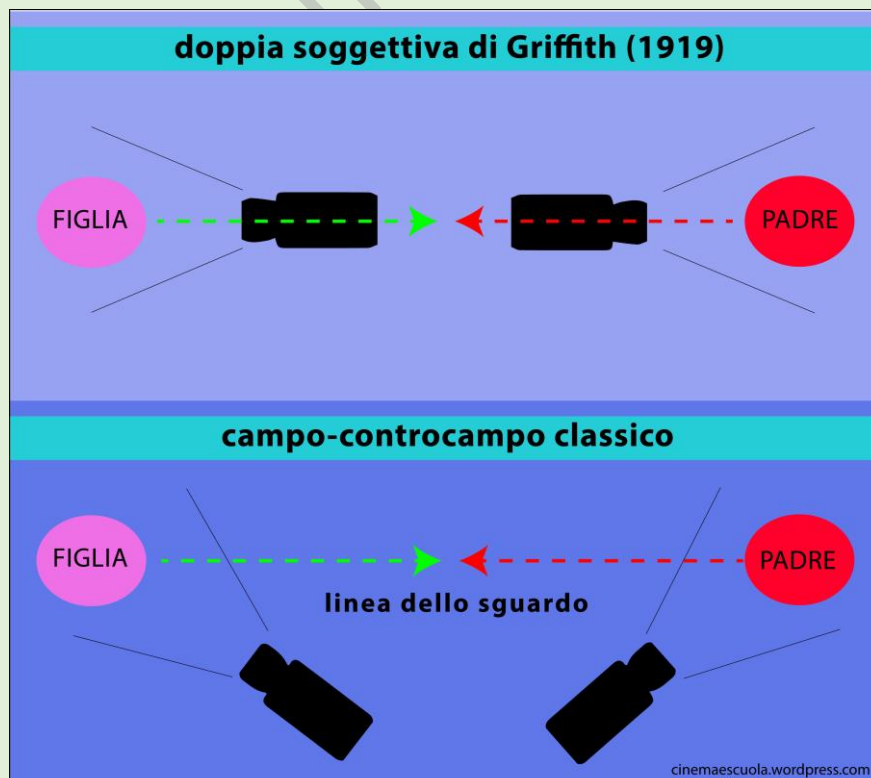 doppia soggettiva di Griffith (1919)
FIGLIA
PADRE
campo-controcampo classico
FIGLIA
PADRE
linea dello sguardo
cinemaescuola.wordpress.com